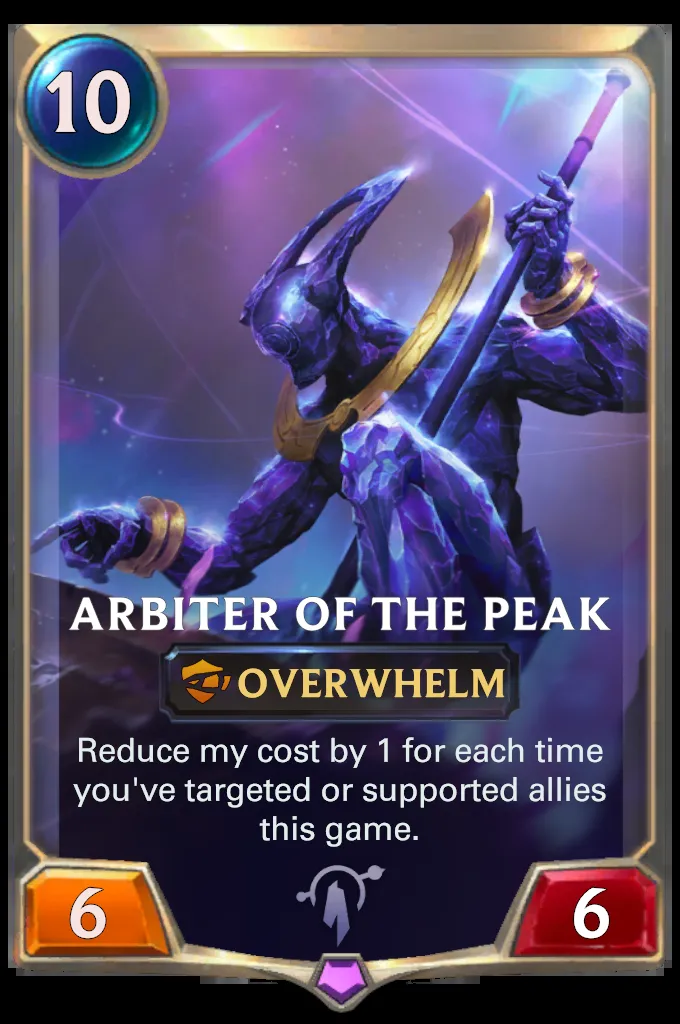 10
ARBITER OF THE PEAK
OVERWHELM
Reduce my cost by 1 for each time
you've targeted or supported allies
this game.
6
6